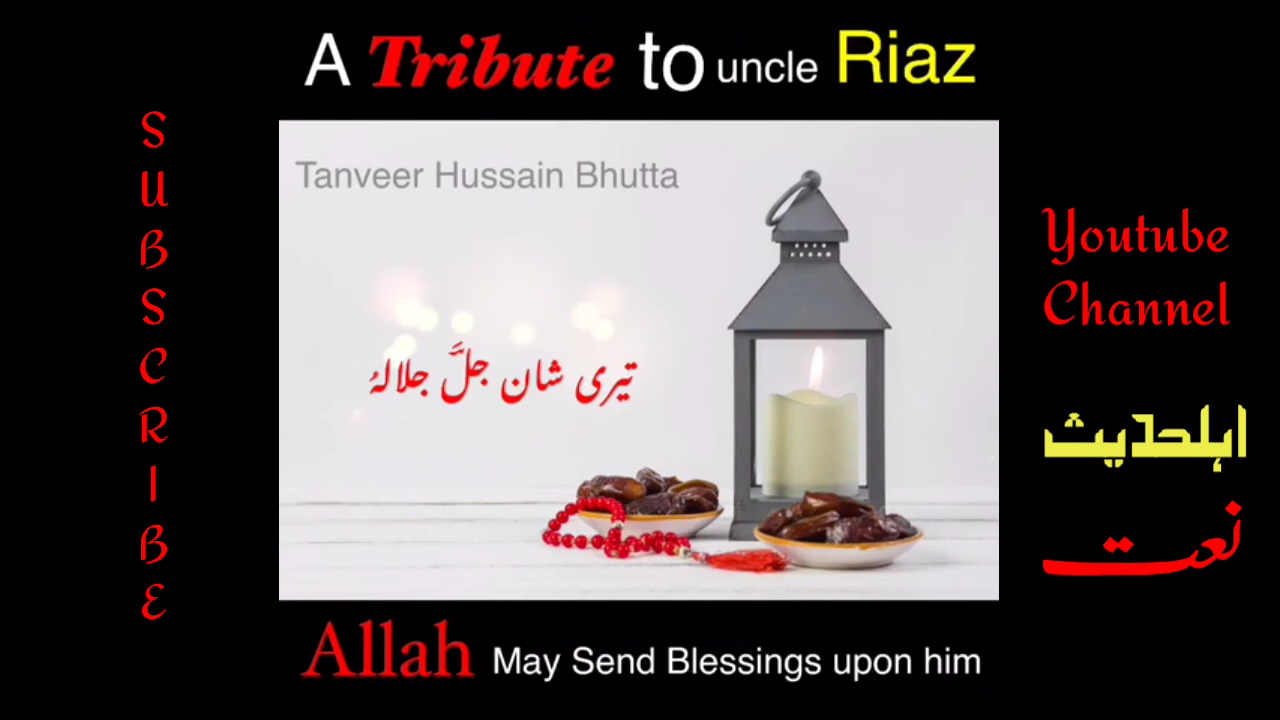 A Tribute to uncle Riaz
SUBSCRIBE
Tanveer Hussain Bhutta
تیری شان جلَّ جلالہٗ
Youtube
Channel
اہلحدیث
نعت
Allah May Send Blessings upon him